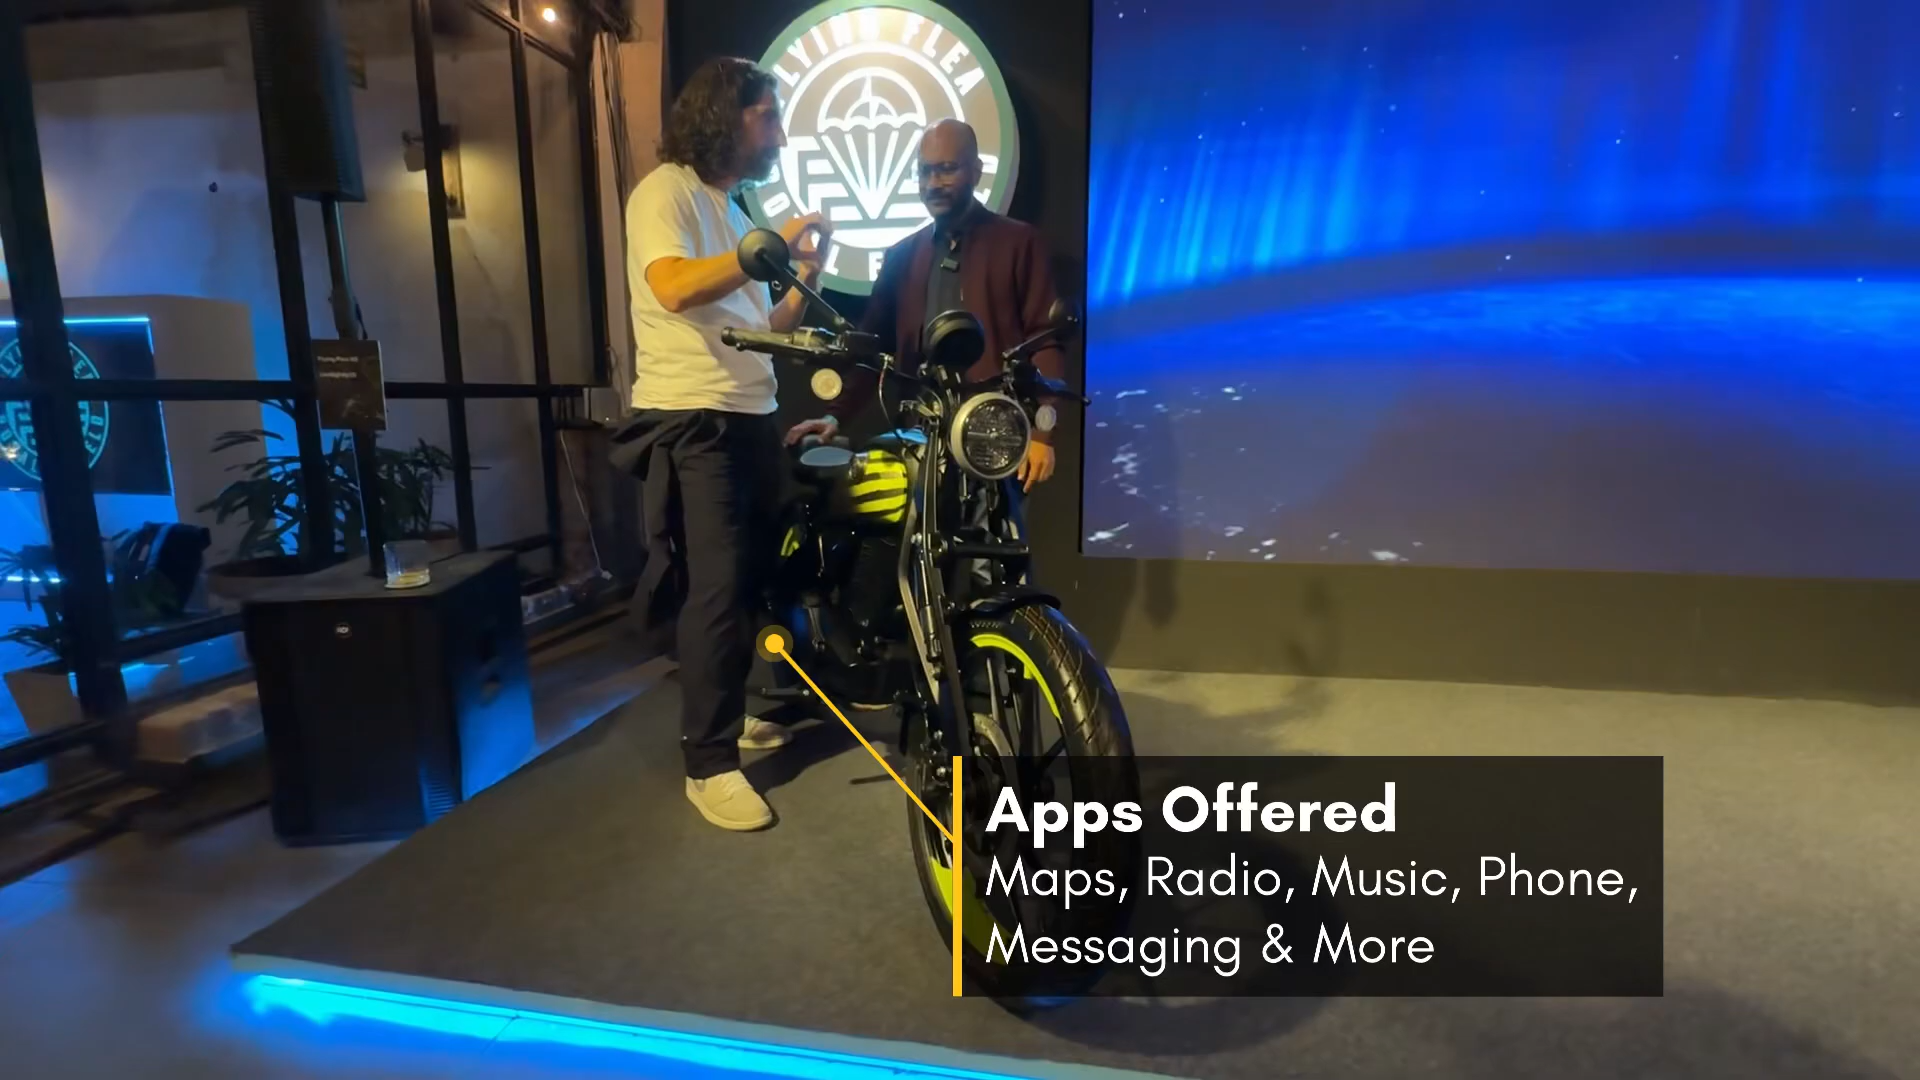 FLYING FLEA
Apps Offered
Maps, Radio, Music, Phone,
Messaging & More